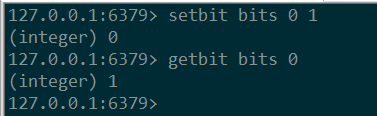 127.0.0.1:6379> setbit bits 0 1
(integer) 0
127.0.0.1:6379> getbit bits 0
(integer) 1
127.0.0.1:6379>